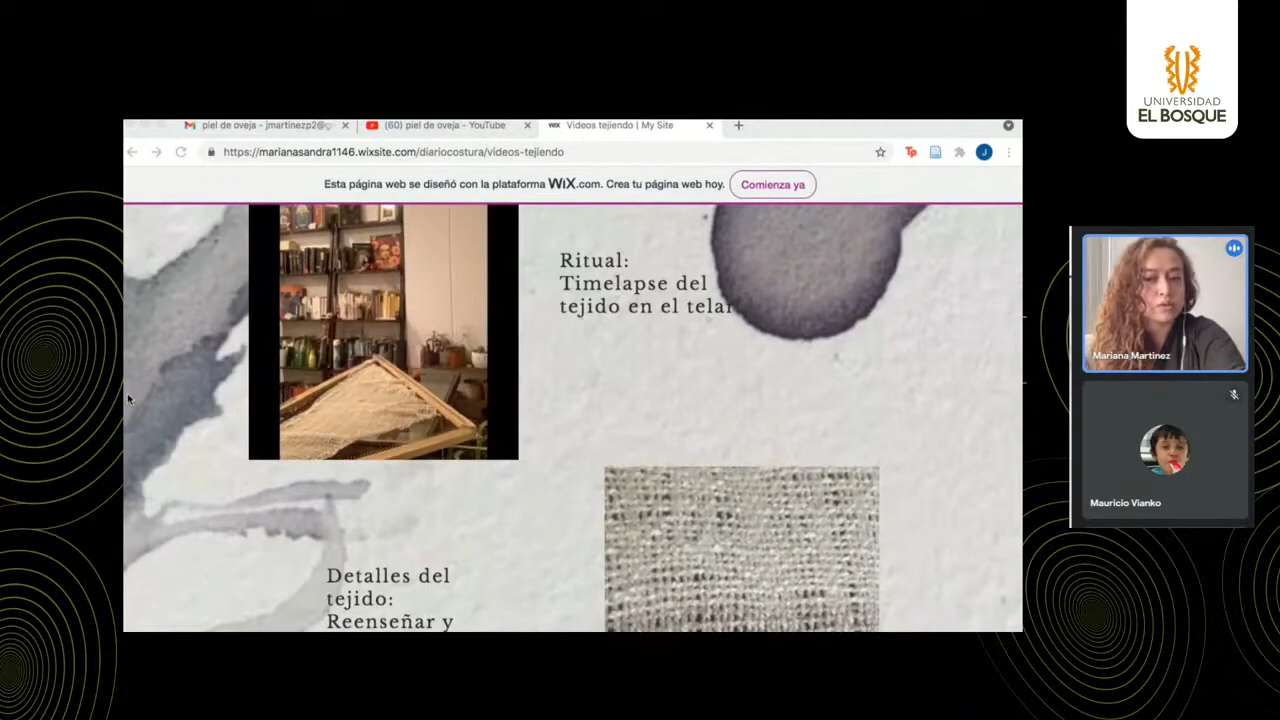 UNIVERSIDAD
EL BOSQUE
piel de oveja - jmartinezp2@g
(60) piel de oveja - YouTube
WIX Videos tejiendo | My Site
https://marianasandra1146.wixsite.com/diariocostura/videos-tejiendo
Tp
J
Esta página web se diseñó con la plataforma WiX.com. Crea tu página web hoy.
Comienza ya
Ritual:
Timelapse del
tejido en el telar
Detalles del
tejido:
Reenseñar y
Mariana Martinez
Mauricio Vianko